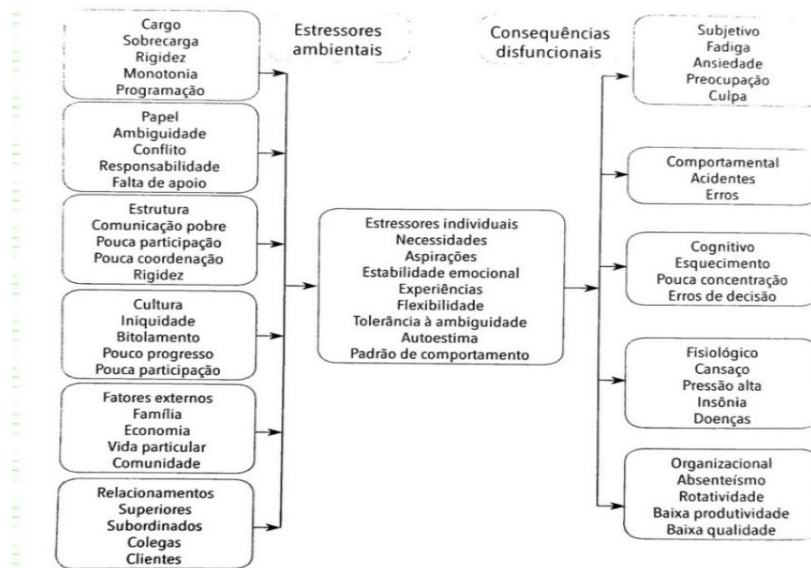 Cargo
Sobrecarga
Rigidez
Monotonia
Programação
Papel
Ambiguidade
Conflito
Responsabilidade
Falta de apoio
Estrutura
Comunicação pobre
Pouca participação
Pouca coordenação
Rigidez
Cultura
Iniquidade
Bitolamento
Pouco progresso
Pouca participação
Fatores externos
Família
Economia
Vida particular
Comunidade
Relacionamentos
Superiores
Subordinados
Colegas
Clientes
Estressores
ambientais
Estressores individuais
Necessidades
Aspirações
Estabilidade emocional
Experiências
Flexibilidade
Tolerância à ambiguidade
Autoestima
Padrão de comportamento
Consequências
disfuncionais
Subjetivo
Fadiga
Ansiedade
Preocupação
Culpa
Comportamental
Acidentes
Erros
Cognitivo
Esquecimento
Pouca concentração
Erros de decisão
Fisiológico
Cansaço
Pressão alta
Insônia
Doenças
Organizacional
Absenteísmo
Rotatividade
Baixa produtividade
Baixa qualidade